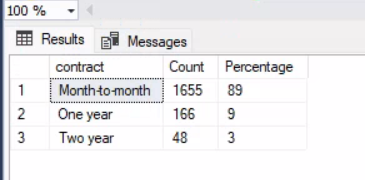 100 %
Results Messages
contract Count Percentage
1 Month-to-month 1655 89
2 One year 166 9
3 Two year 48 3